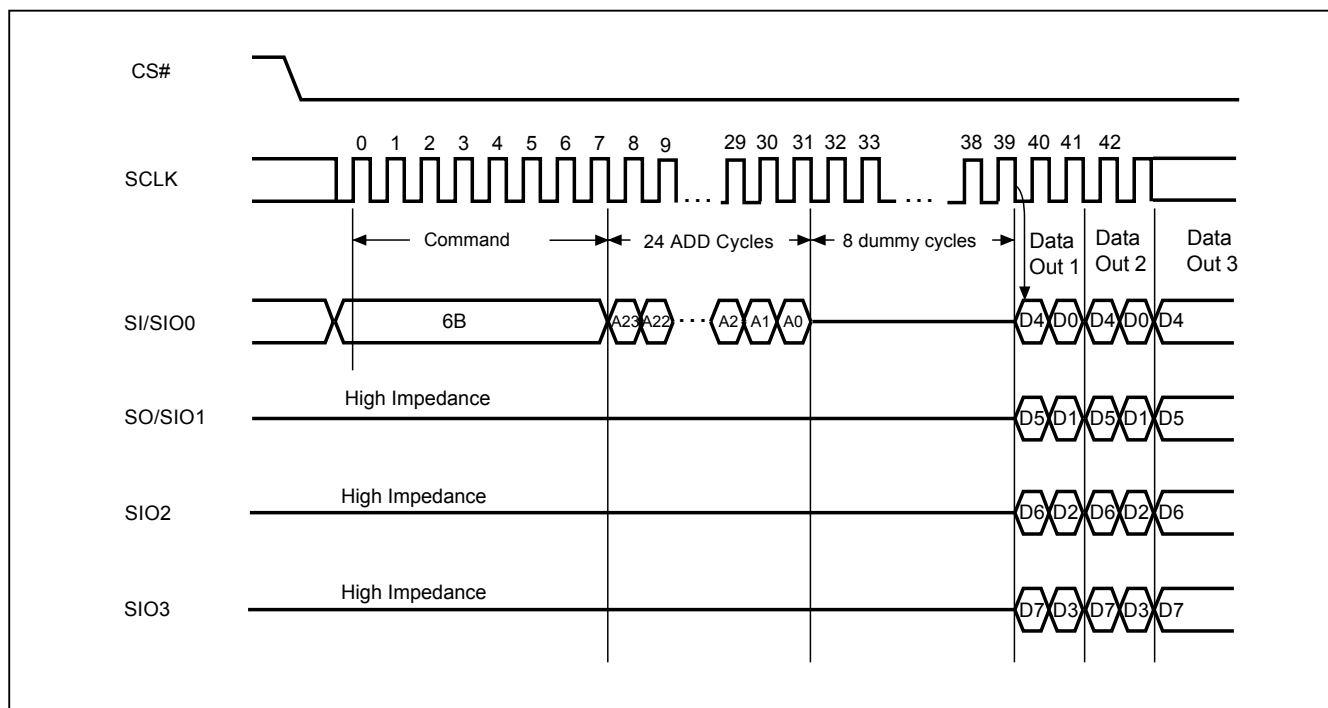 CS#
0 1 2 3 4 5 6 7 8 9 29 30 31 32 33 38 39 40 41 42
SCLK
Command 24 ADD Cycles 8 dummy cycles Data Out 1 Data Out 2 Data Out 3
SI/SIO0 6B A23 A22 A2 A1 A0 D4 D0 D4 D0 D4
High Impedance
SO/SIO1 D5 D1 D5 D1 D5
High Impedance
SIO2 D6 D2 D6 D2 D6
High Impedance
SIO3 D7 D3 D7 D3 D7